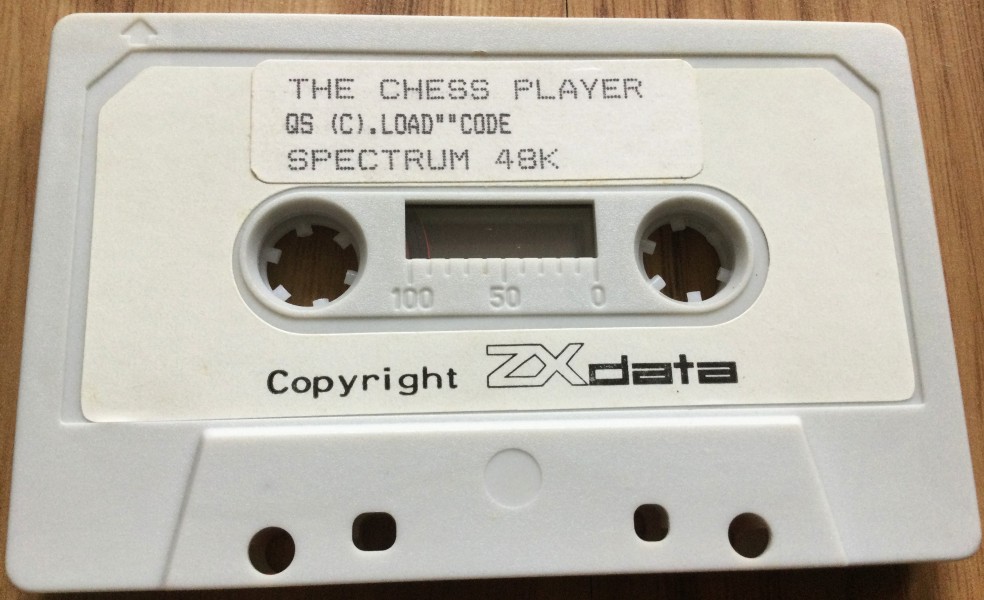 THE CHESS PLAYER
QS (C).LOAD""CODE
SPECTRUM 48K
100 50 0
Copyright ZXdata